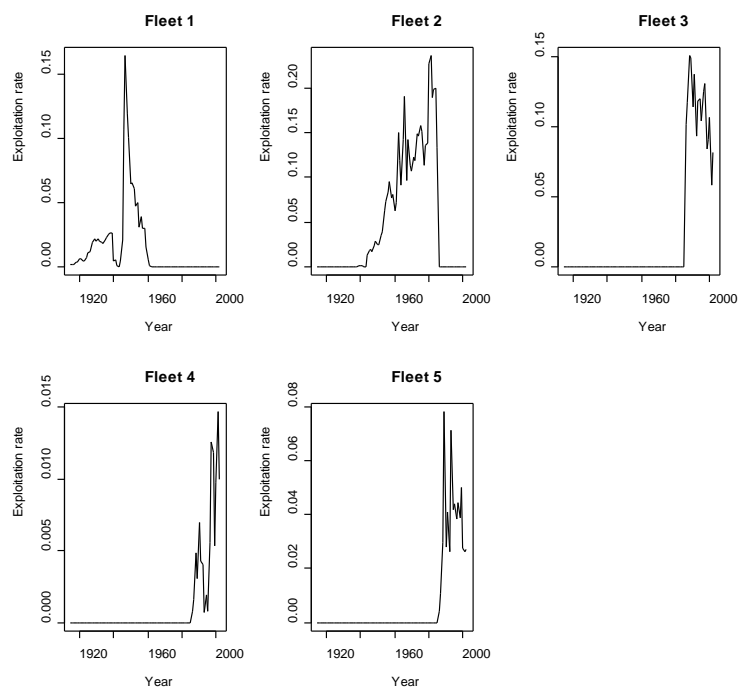 Fleet 1
Exploitation rate
0.00 0.05 0.10 0.15
1920 1960 2000
Year
Fleet 2
Exploitation rate
0.00 0.05 0.10 0.15 0.20
1920 1960 2000
Year
Fleet 3
Exploitation rate
0.00 0.05 0.10 0.15
1920 1960 2000
Year
Fleet 4
Exploitation rate
0.000 0.005 0.010 0.015
1920 1960 2000
Year
Fleet 5
Exploitation rate
0.00 0.02 0.04 0.06 0.08
1920 1960 2000
Year